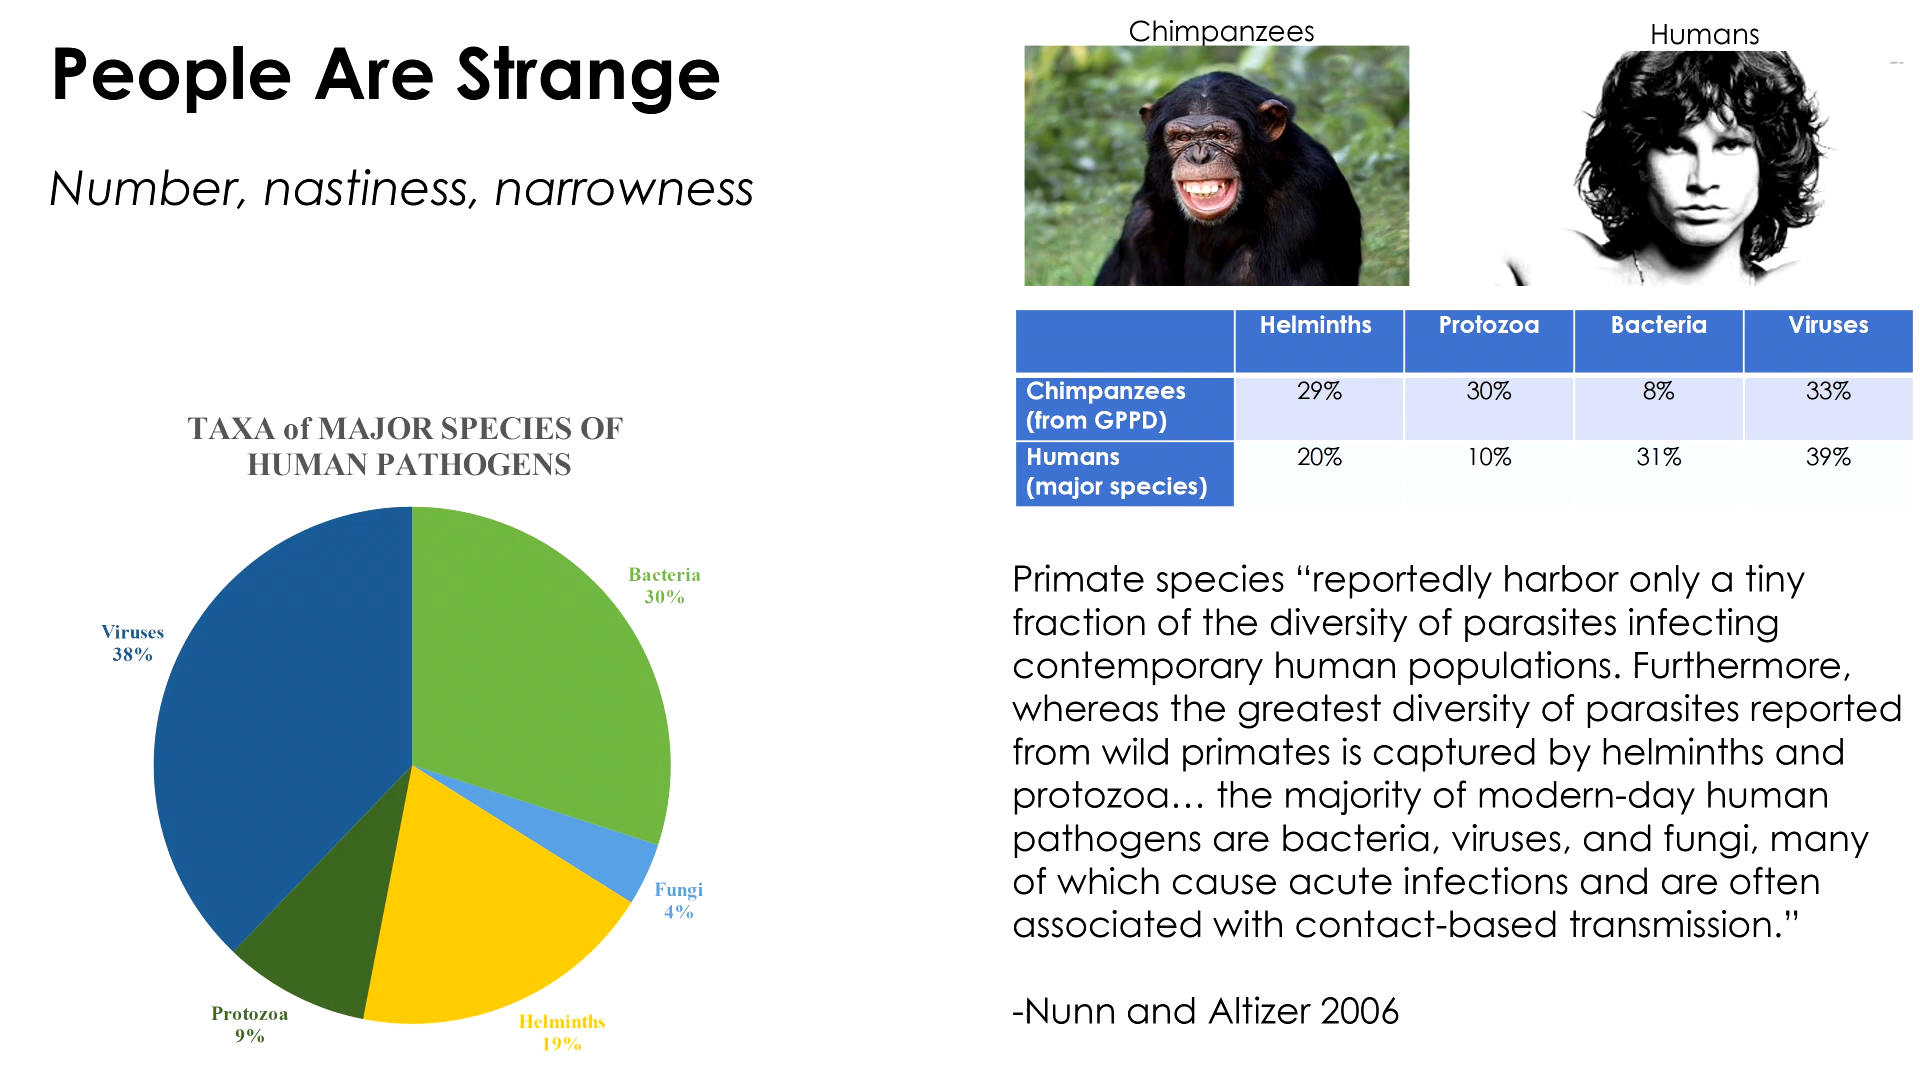 People Are Strange
Number, nastiness, narrowness
TAXA of MAJOR SPECIES OF
HUMAN PATHOGENS
Bacteria
30%
Viruses
38%
Fungi
4%
Protozoa
9%
Helminths
19%
Chimpanzees
Humans
Helminths Protozoa Bacteria Viruses
Chimpanzees
(from GPPD) 29% 30% 8% 33%
Humans
(major species) 20% 10% 31% 39%
Primate species “reportedly harbor only a tiny
fraction of the diversity of parasites infecting
contemporary human populations. Furthermore,
whereas the greatest diversity of parasites reported
from wild primates is captured by helminths and
protozoa… the majority of modern-day human
pathogens are bacteria, viruses, and fungi, many
of which cause acute infections and are often
associated with contact-based transmission.”
-Nunn and Altizer 2006